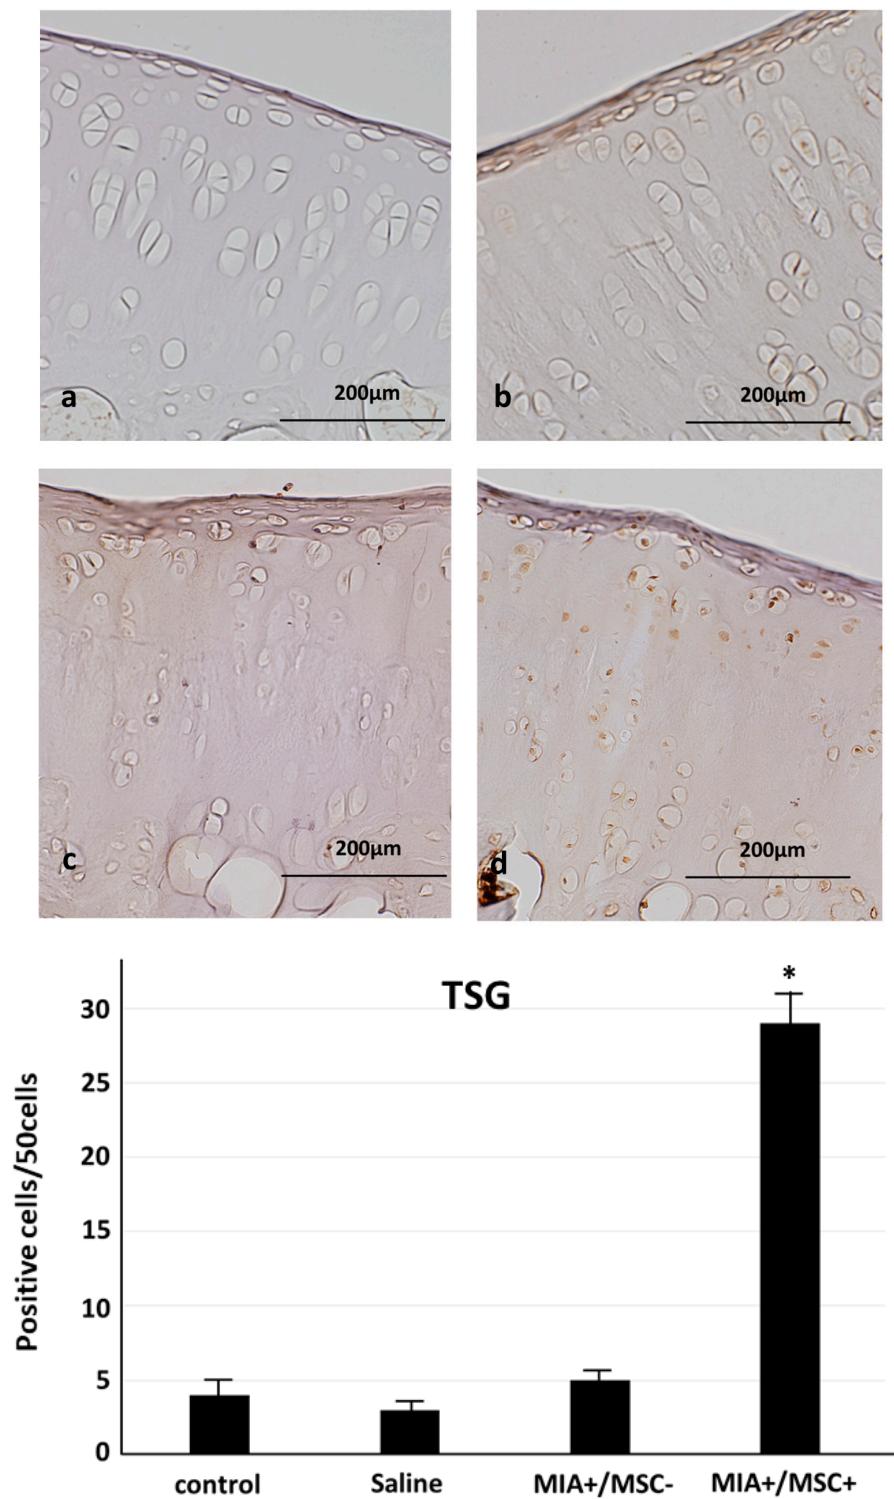 a
200µm
b
200µm
c
200µm
d
200µm
TSG
*
Positive cells/50cells
30
25
20
15
10
5
0
control
Saline
MIA+/MSC-
MIA+/MSC+